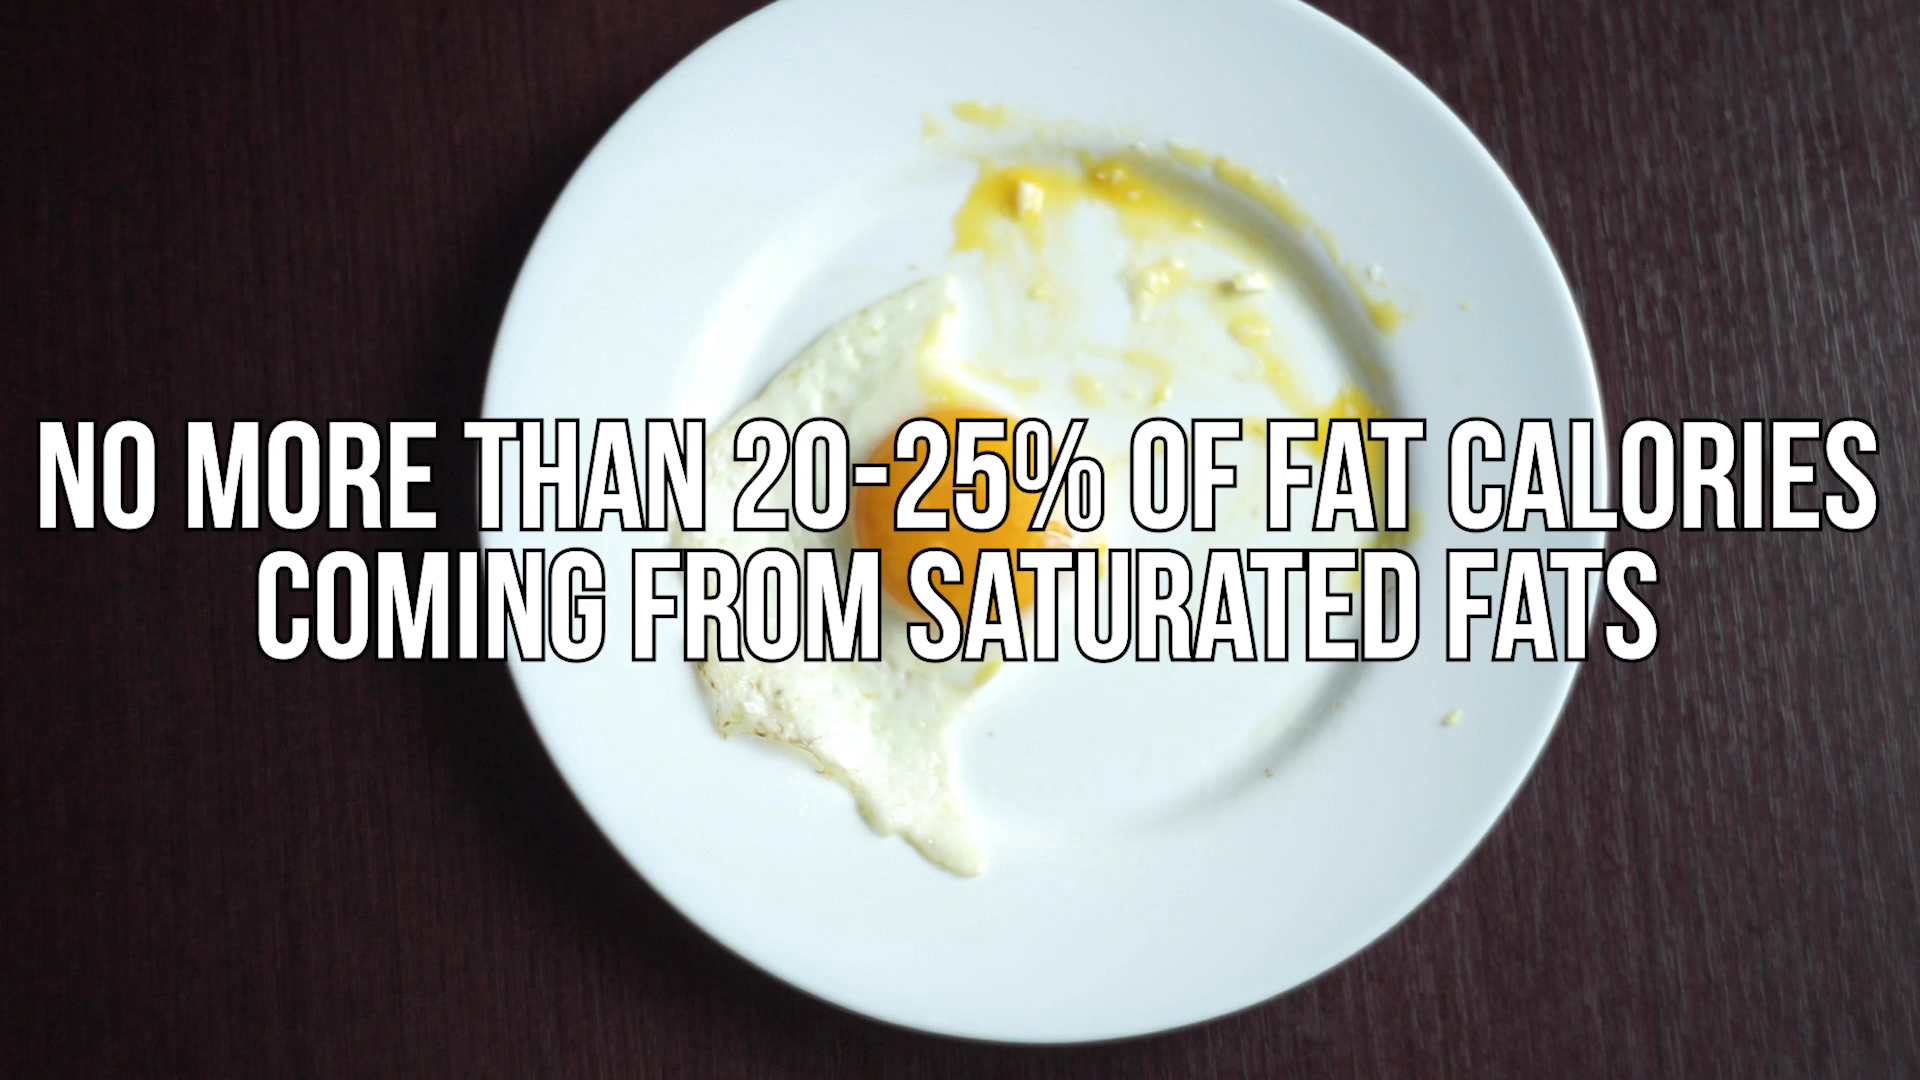 NO MORE THAN 20-25% OF FAT CALORIES
COMING FROM SATURATED FATS